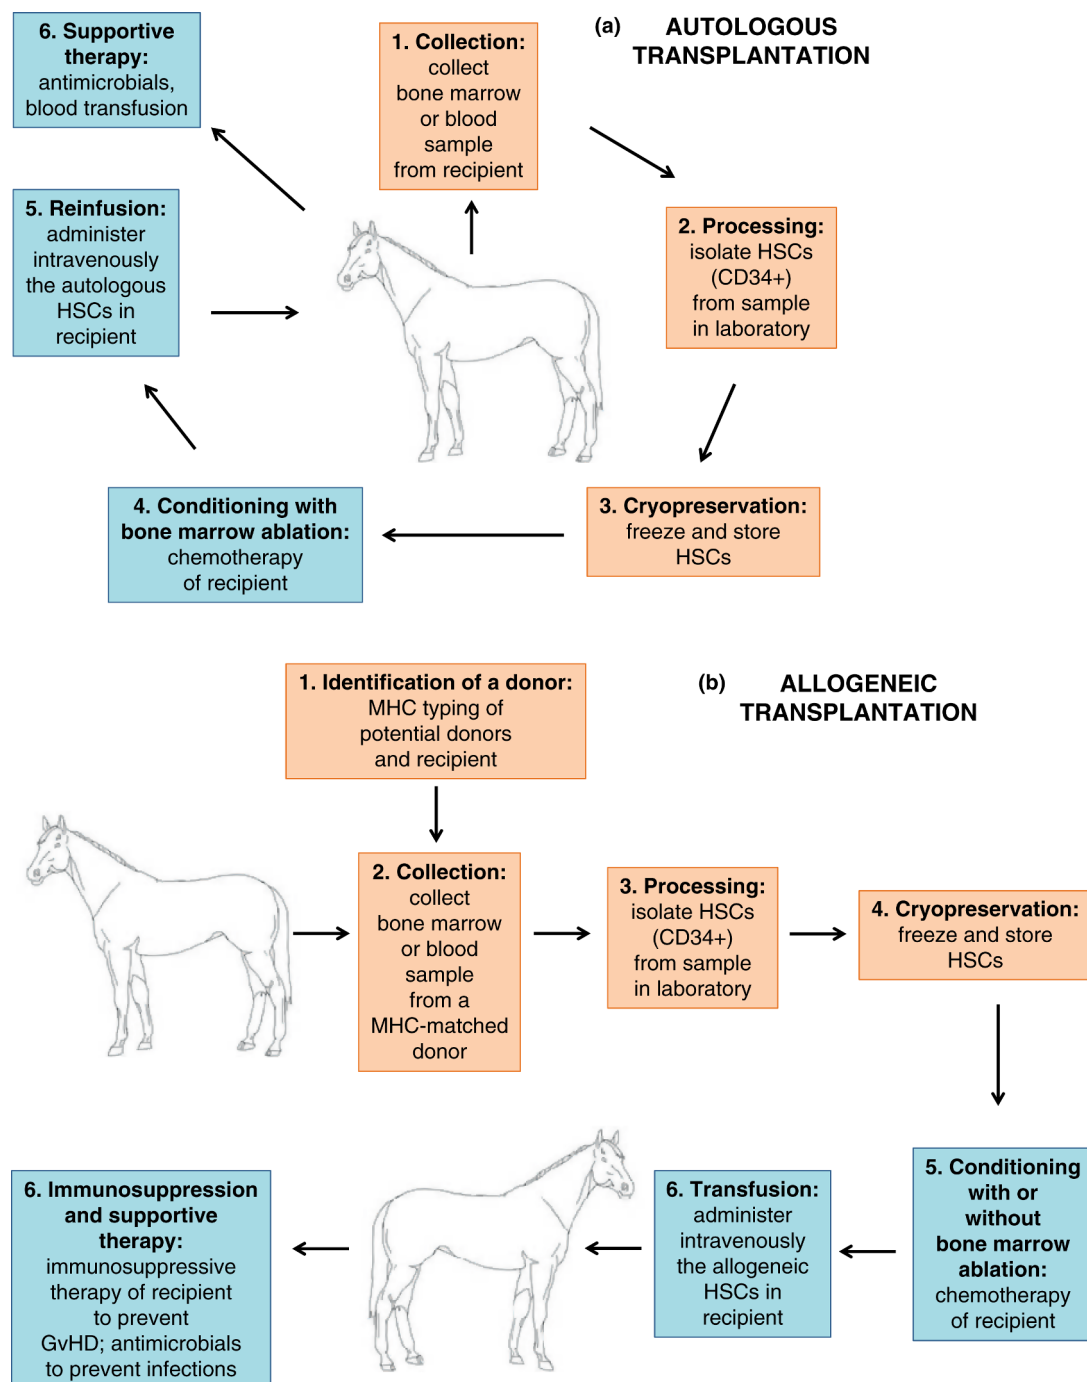 (a) AUTOLOGOUS
TRANSPLANTATION
1. Collection:
collect
bone marrow
or blood
sample
from recipient
2. Processing:
isolate HSCs
(CD34+)
from sample
in laboratory
3. Cryopreservation:
freeze and store
HSCs
4. Conditioning with
bone marrow ablation:
chemotherapy
of recipient
5. Reinfusion:
administer
intravenously
the autologous
HSCs in
recipient
6. Supportive
therapy:
antimicrobials,
blood transfusion
(b) ALLOGENEIC
TRANSPLANTATION
1. Identification of a donor:
MHC typing of
potential donors
and recipient
2. Collection:
collect
bone marrow
or blood
sample
from a
MHC-matched
donor
3. Processing:
isolate HSCs
(CD34+)
from sample
in laboratory
4. Cryopreservation:
freeze and store
HSCs
5. Conditioning
with or
without
bone marrow
ablation:
chemotherapy
of recipient
6. Transfusion:
administer
intravenously
the allogeneic
HSCs in
recipient
6. Immunosuppression
and supportive
therapy:
immunosuppressive
therapy of recipient
to prevent
GvHD; antimicrobials
to prevent infections